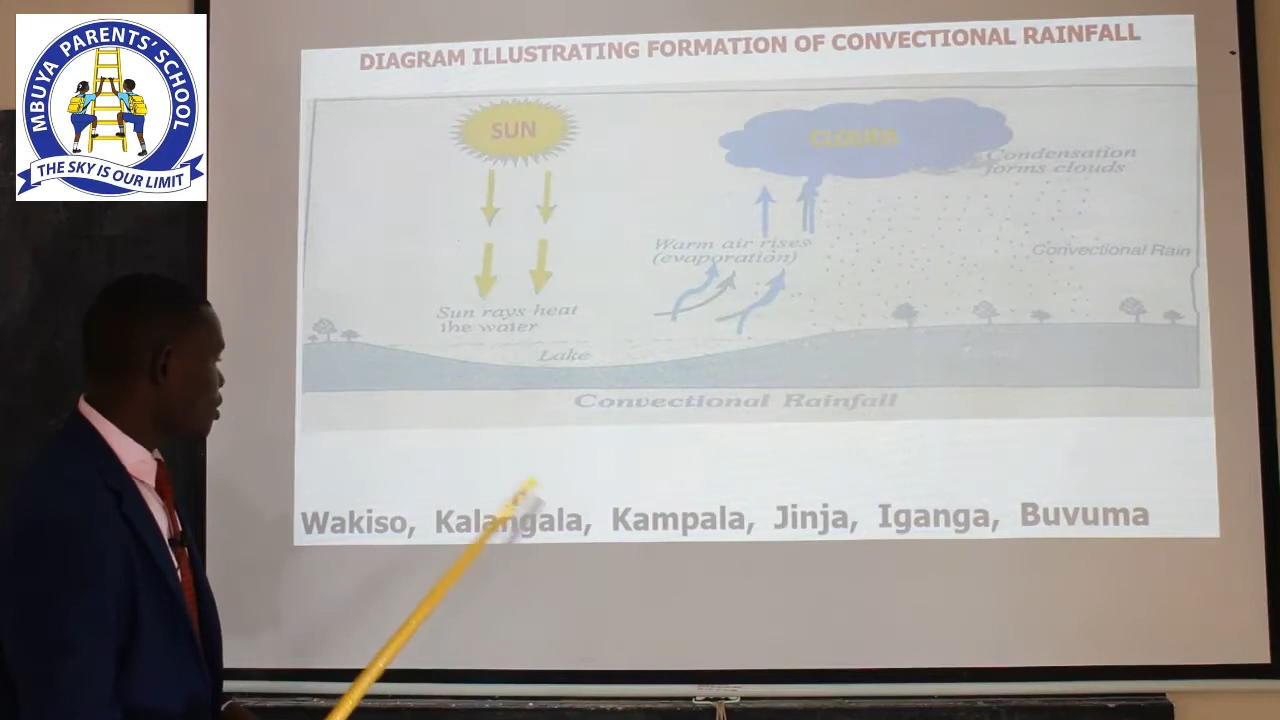 MBUYA PARENTS' SCHOOL
THE SKY IS OUR LIMIT
DIAGRAM ILLUSTRATING FORMATION OF CONVECTIONAL RAINFALL
SUN
CLOUDS
Condensation
forms clouds
Warm air rises
(evaporation)
Convectional Rain
Sun rays heat
the water
Lake
Convectional Rainfall
Wakiso, Kalangala, Kampala, Jinja, Iganga, Buvuma